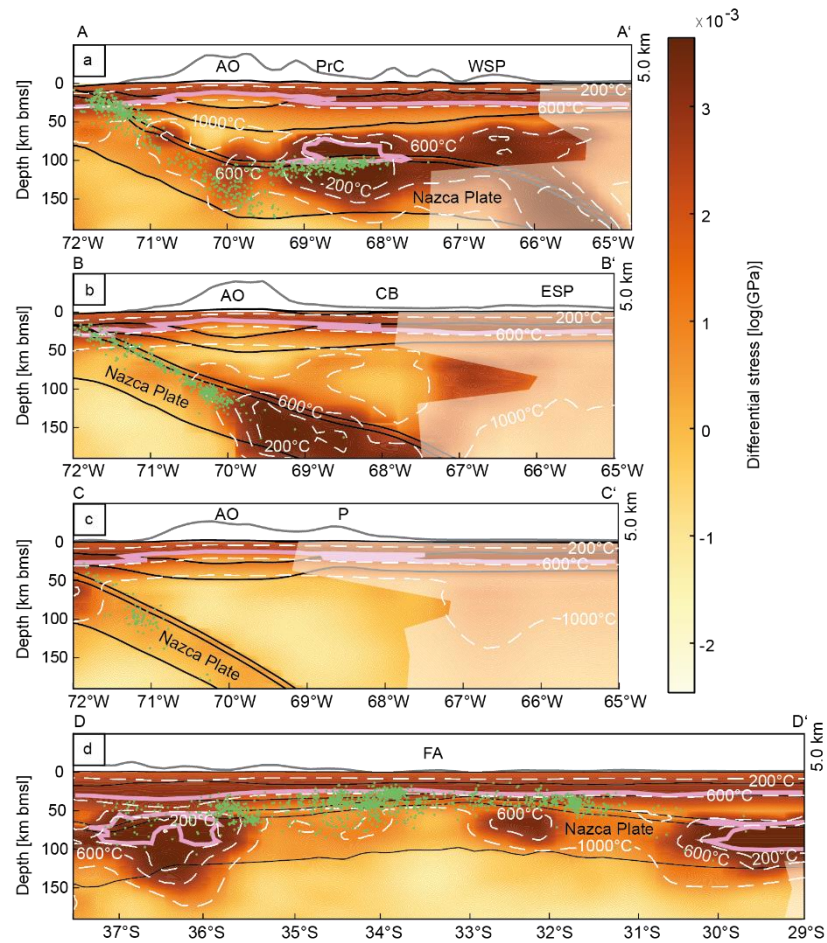 A A'
a AO PrC WSP
5.0 km
Depth [km bmsl]
0
50
100
150
200°C
600°C
1000°C
600°C
600°C
200°C
Nazca Plate
72°W 71°W 70°W 69°W 68°W 67°W 66°W 65°W
B B'
b AO CB ESP
5.0 km
Depth [km bmsl]
0
50
100
150
200°C
600°C
Nazca Plate
600°C
200°C
1000°C
72°W 71°W 70°W 69°W 68°W 67°W 66°W 65°W
C C'
c AO P
5.0 km
Depth [km bmsl]
0
50
100
150
200°C
600°C
1000°C
Nazca Plate
72°W 71°W 70°W 69°W 68°W 67°W 66°W 65°W
D D'
d FA
5.0 km
Depth [km bmsl]
0
50
100
150
200°C
600°C
200°C
600°C
600°C
Nazca Plate
1000°C
600°C
200°C
37°S 36°S 35°S 34°S 33°S 32°S 31°S 30°S 29°S
×10⁻³
3
2
1
0
-1
-2
Differential stress [log(GPa)]